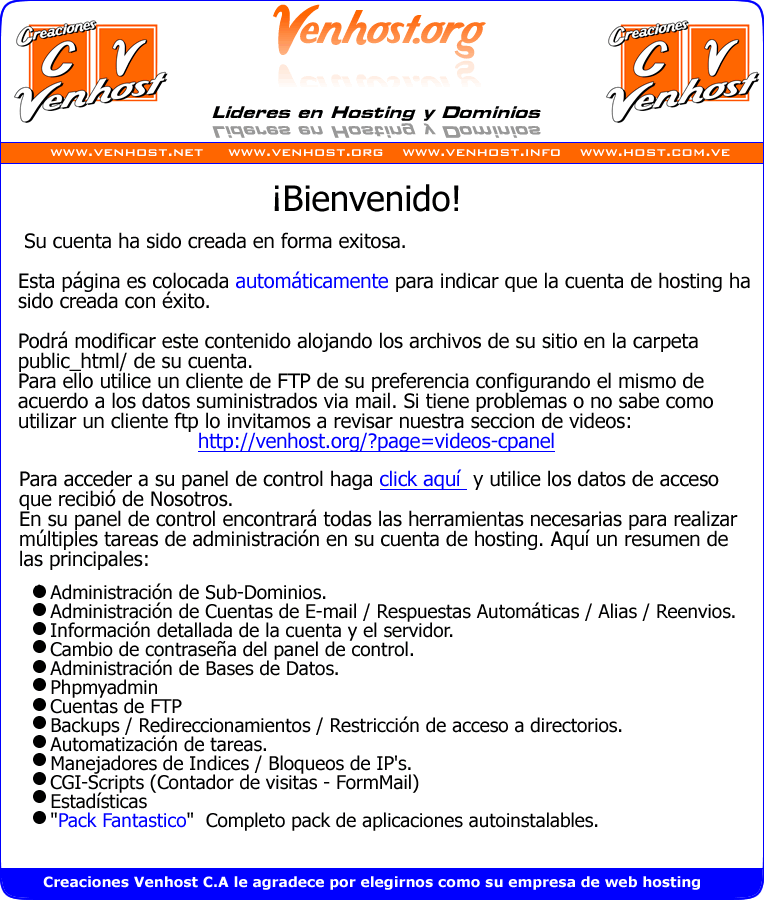 Creaciones
C V
Venhost
Venhost.org
Creaciones
C V
Venhost
Lideres en Hosting y Dominios
www.venhost.net www.venhost.org www.venhost.info www.host.com.ve
¡Bienvenido!
Su cuenta ha sido creada en forma exitosa.
Esta página es colocada automáticamente para indicar que la cuenta de hosting ha
sido creada con éxito.
Podrá modificar este contenido alojando los archivos de su sitio en la carpeta
public_html/ de su cuenta.
Para ello utilice un cliente de FTP de su preferencia configurando el mismo de
acuerdo a los datos suministrados via mail. Si tiene problemas o no sabe como
utilizar un cliente ftp lo invitamos a revisar nuestra seccion de videos:
http://venhost.org/?page=videos-cpanel
Para acceder a su panel de control haga click aquí y utilice los datos de acceso
que recibió de Nosotros.
En su panel de control encontrará todas las herramientas necesarias para realizar
múltiples tareas de administración en su cuenta de hosting. Aquí un resumen de
las principales:
● Administración de Sub-Dominios.
● Administración de Cuentas de E-mail / Respuestas Automáticas / Alias / Reenvios.
● Información detallada de la cuenta y el servidor.
● Cambio de contraseña del panel de control.
● Administración de Bases de Datos.
● Phpmyadmin
● Cuentas de FTP
● Backups / Redireccionamientos / Restricción de acceso a directorios.
● Automatización de tareas.
● Manejadores de Indices / Bloqueos de IP's.
● CGI-Scripts (Contador de visitas - FormMail)
● Estadísticas
● "Pack Fantastico" Completo pack de aplicaciones autoinstalables.
Creaciones Venhost C.A le agradece por elegirnos como su empresa de web hosting